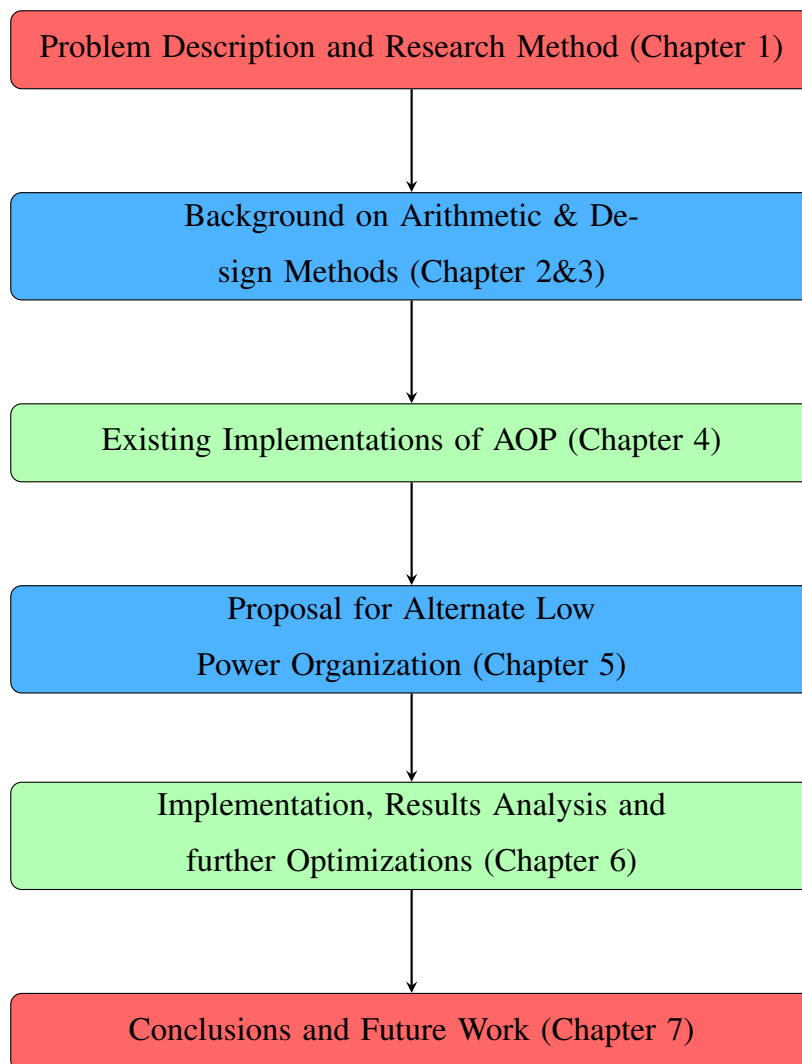 Problem Description and Research Method (Chapter 1)
Background on Arithmetic & De-
sign Methods (Chapter 2&3)
Existing Implementations of AOP (Chapter 4)
Proposal for Alternate Low
Power Organization (Chapter 5)
Implementation, Results Analysis and
further Optimizations (Chapter 6)
Conclusions and Future Work (Chapter 7)